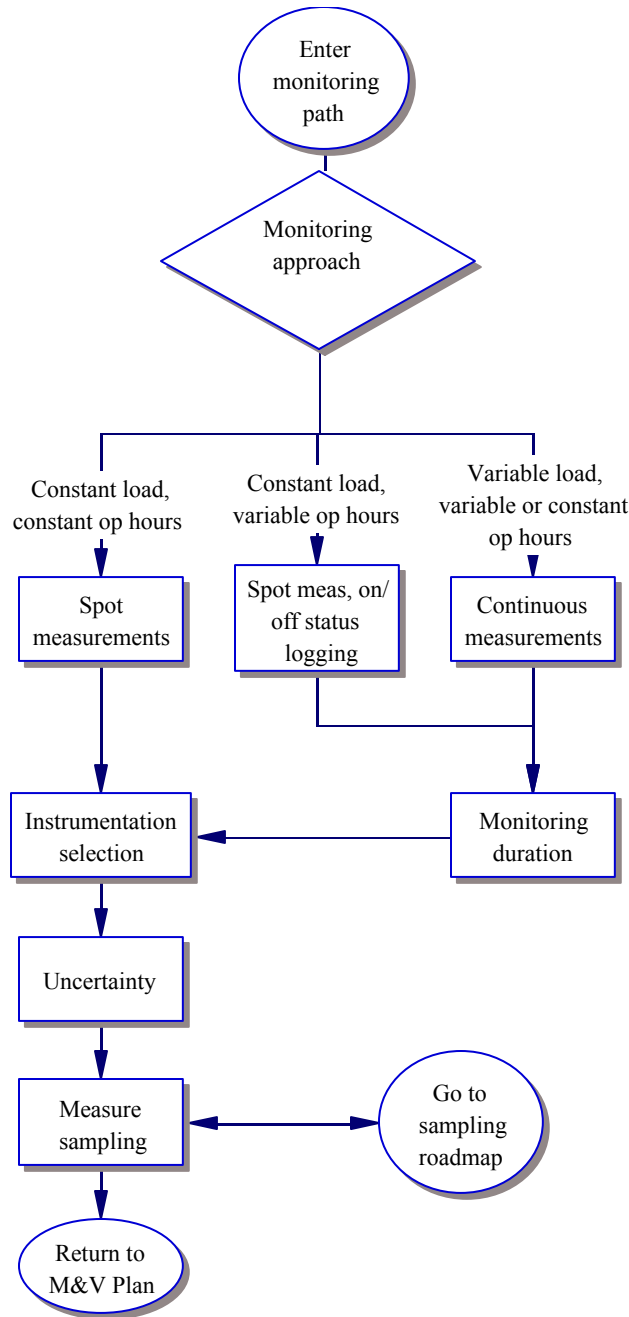 Enter
monitoring
path
Monitoring
approach
Constant load,
constant op hours
Constant load,
variable op hours
Variable load,
variable or constant
op hours
Spot
measurements
Spot meas, on/
off status
logging
Continuous
measurements
Instrumentation
selection
Monitoring
duration
Uncertainty
Measure
sampling
Go to
sampling
roadmap
Return to
M&V Plan